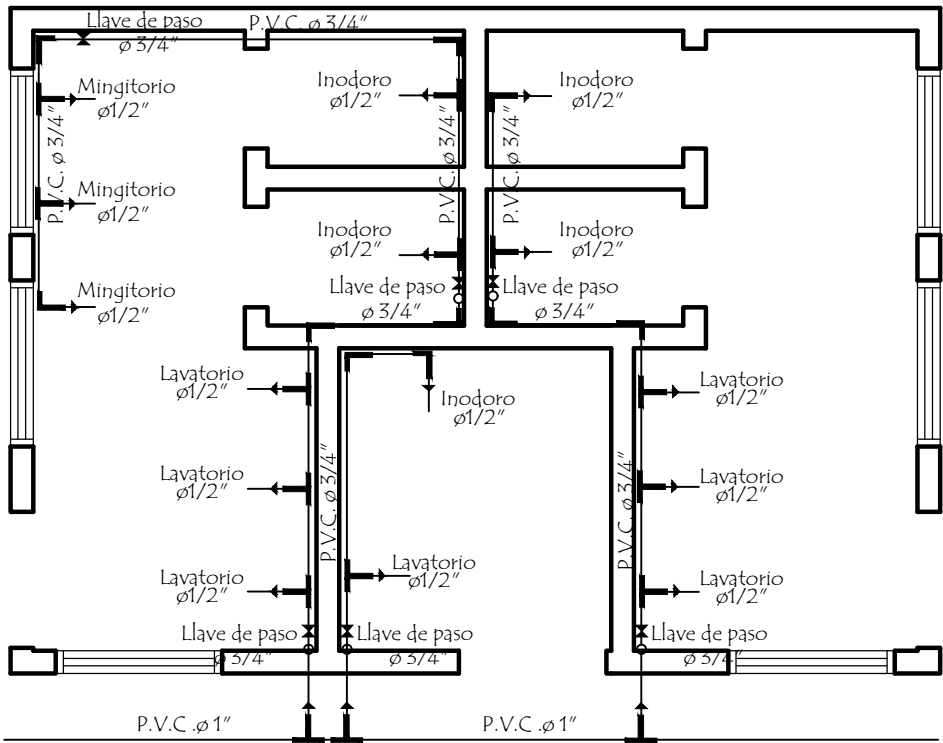 Llave de paso
ø 3/4"
P.V.C. ø 3/4"
Mingitorio
ø1/2"
P.V.C. ø 3/4"
Mingitorio
ø1/2"
Mingitorio
ø1/2"
Inodoro
ø1/2"
P.V.C. ø 3/4"
Inodoro
ø1/2"
P.V.C. ø 3/4"
Inodoro
ø1/2"
Inodoro
ø1/2"
Llave de paso
ø 3/4"
Llave de paso
ø 3/4"
Lavatorio
ø1/2"
Inodoro
ø1/2"
Lavatorio
ø1/2"
Lavatorio
ø1/2"
P.V.C. ø 3/4"
P.V.C. ø 3/4"
Lavatorio
ø1/2"
Lavatorio
ø1/2"
Lavatorio
ø1/2"
Lavatorio
ø1/2"
Llave de paso
ø 3/4"
Llave de paso
ø 3/4"
Llave de paso
ø 3/4"
P.V.C .ø 1"
P.V.C .ø 1"